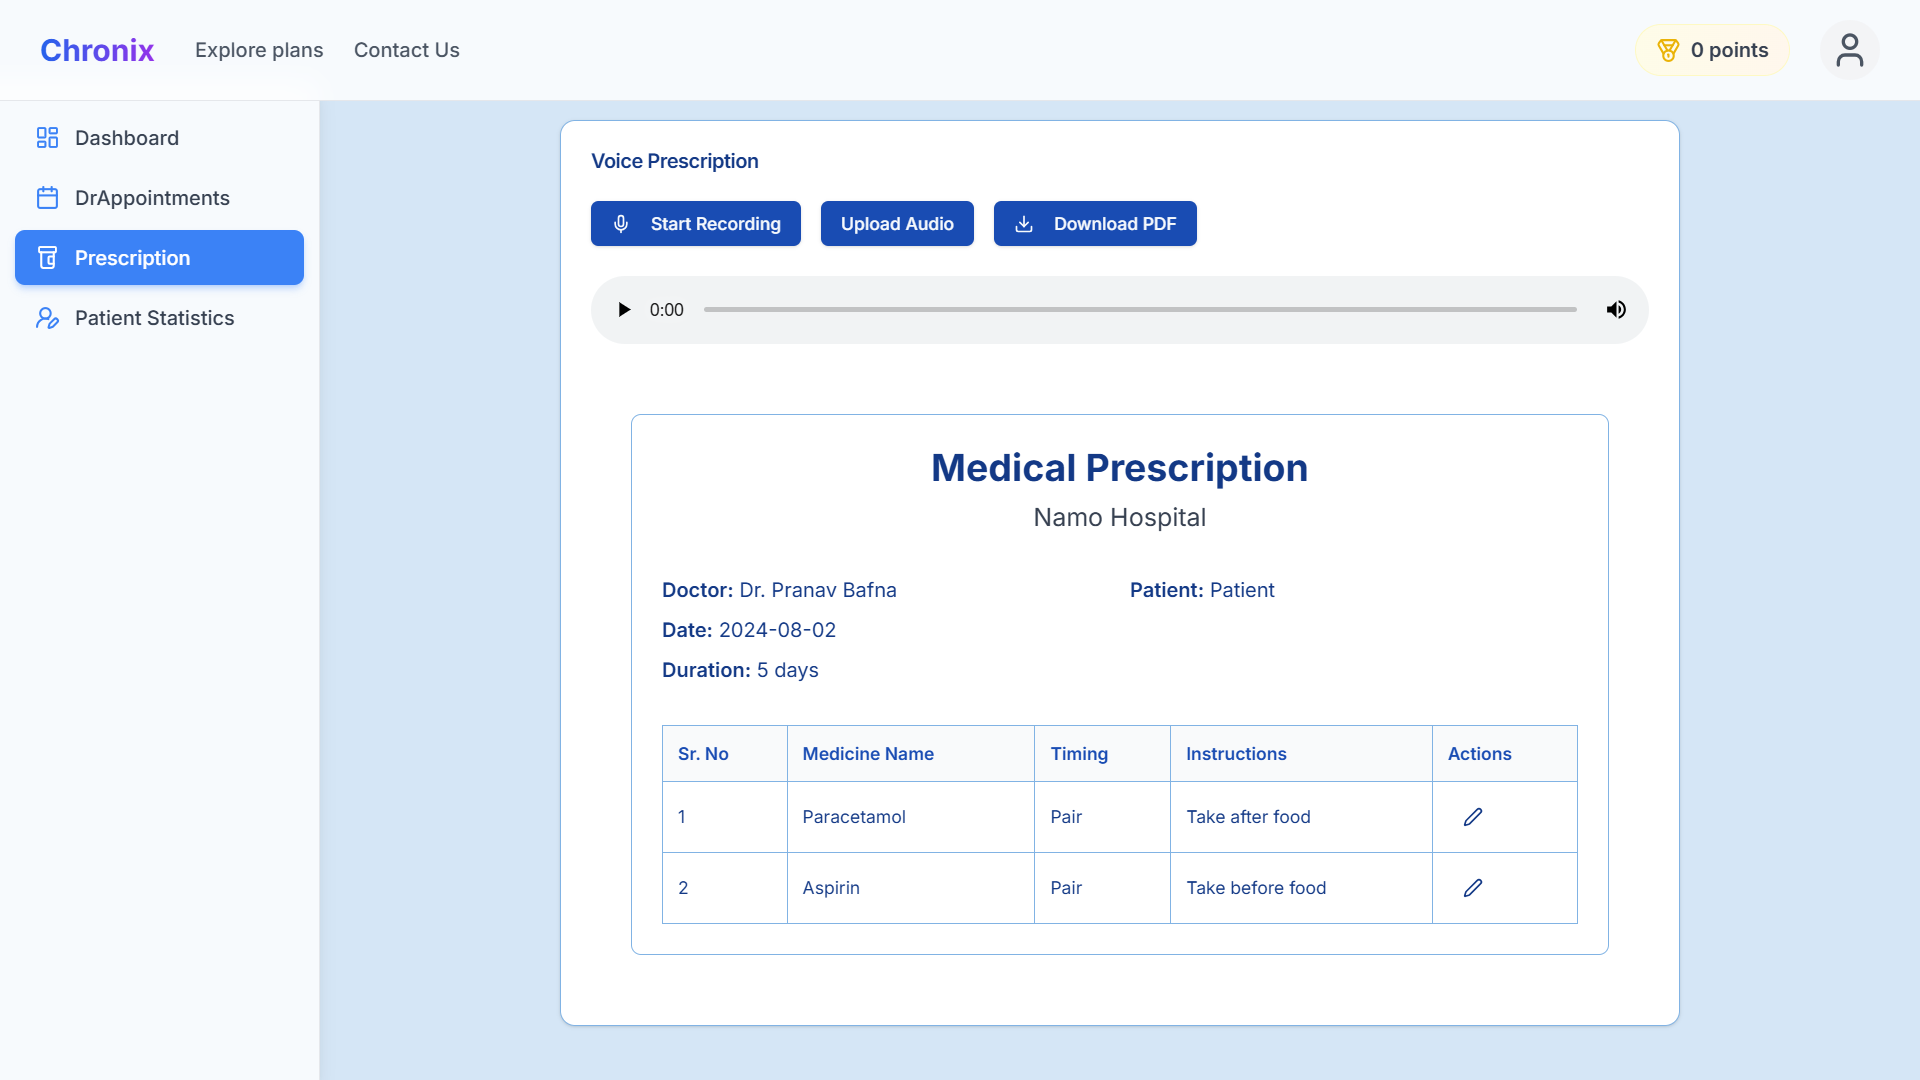 Chronix Explore plans Contact Us 0 points
Dashboard
DrAppointments
Prescription
Patient Statistics
Voice Prescription
Start Recording Upload Audio Download PDF
0:00
Medical Prescription
Namo Hospital
Doctor: Dr. Pranav Bafna Patient: Patient
Date: 2024-08-02
Duration: 5 days
Sr. No Medicine Name Timing Instructions Actions
1 Paracetamol Pair Take after food
2 Aspirin Pair Take before food